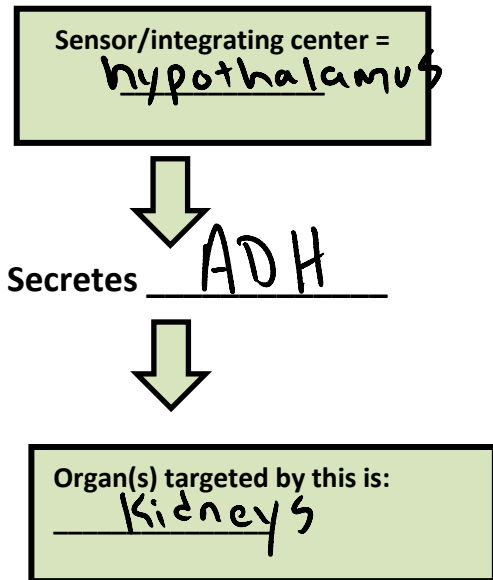 Sensor/integrating center =
hypothalamus
Secretes ADH
Organ(s) targeted by this is:
Kidneys